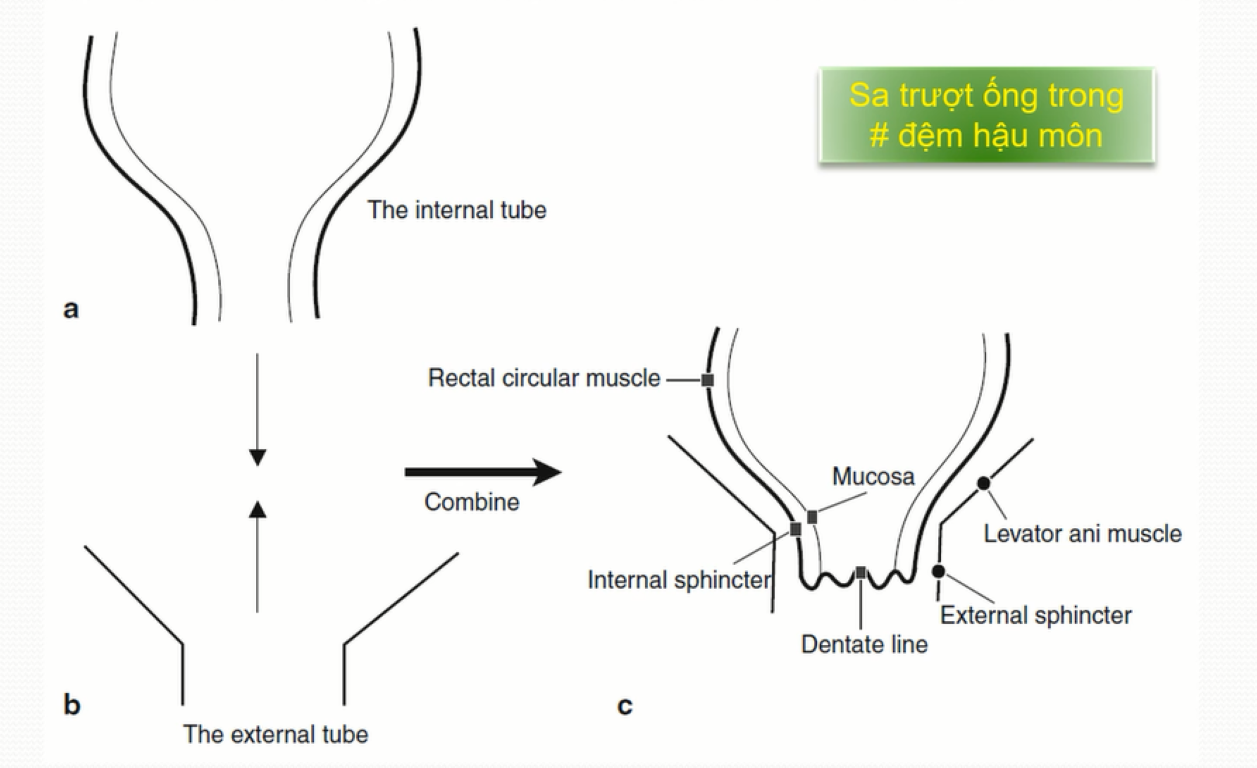 Sa trượt ống trong
# đệm hậu môn
The internal tube
a
Rectal circular muscle
Combine
Mucosa
Levator ani muscle
Internal sphincter
External sphincter
Dentate line
b
The external tube
c